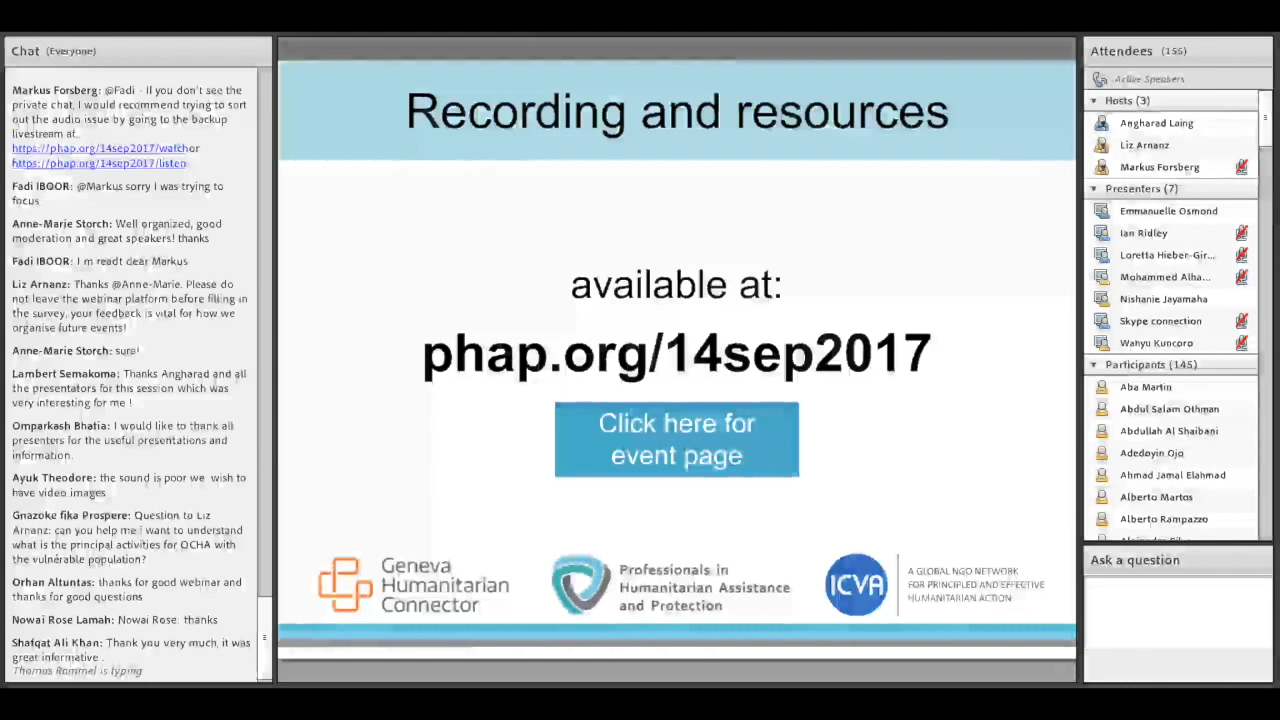 Chat (Everyone)
Markus Forsberg: @Fadi - If you don't see the
private chat, I would recommend trying to sort
out the audio issue by going to the backup
livestream at
https://phap.org/14sep2017/watch or
https://phap.org/14sep2017/listen
Fadi IBOOR: @Markus sorry I was trying to
focus
Anne-Marie Storch: Well organized, good
moderation and great speakers! thanks
Fadi IBOOR: I m readt dear Markus
Liz Arnanz: Thanks @Anne-Marie. Please do
not leave the webinar platform before filling in
the survey, your feedback is vital for how we
organise future events!
Anne-Marie Storch: sure!
Lambert Semakoma: Thanks Angharad and all
the presentators for this session which was
very interesting for me !
Omparkash Bhatia: I would like to thank all
presenters for the useful presentations and
information.
Ayuk Theodore: the sound is poor we wish to
have video images
Gnazoke fika Prospere: Question to Liz
Arnanz: can you help me i want to understand
what is the principal activities for OCHA with
the vulnérable population?
Orhan Altuntas: thanks for good webinar and
thanks for good questions
Nowai Rose Lamah: Nowai Rose. thanks
Shafqat Ali Khan: Thank you very much, it was
great informative .
Thomas Rammel is typing
Recording and resources
available at:
phap.org/14sep2017
Click here for
event page
Geneva
Humanitarian
Connector
Professionals in
Humanitarian Assistance
and Protection
ICVA
A GLOBAL NGO NETWORK
FOR PRINCIPLED AND EFFECTIVE
HUMANITARIAN ACTION
Attendees (155)
Active Speakers
Hosts (3)
Angharad Laing
Liz Arnanz
Markus Forsberg
Presenters (7)
Emmanuelle Osmond
Ian Ridley
Loretta Hieber-Gir...
Mohammed Alha...
Nishanie Jayamaha
Skype connection
Wahyu Kuncoro
Participants (145)
Aba Martin
Abdul Salam Othman
Abdullah Al Shaibani
Adedoyin Ojo
Ahmad Jamal Elahmad
Alberto Martos
Alberto Rampazzo
Ask a question